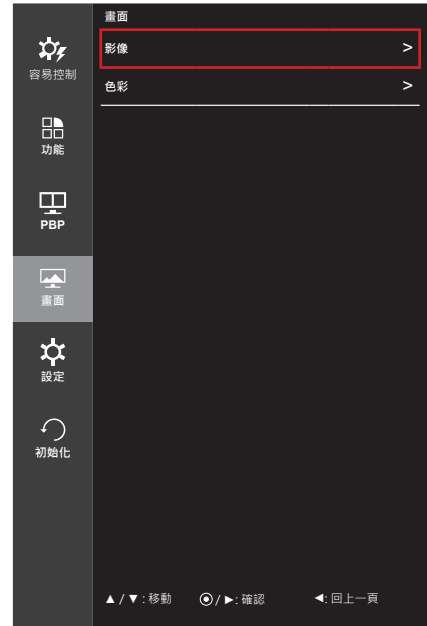 畫面
影像 >
容易控制
色彩 >
功能
PBP
畫面
設定
初始化
▲ / ▼ : 移動 ⦿ / ► : 確認 ◄: 回上一頁